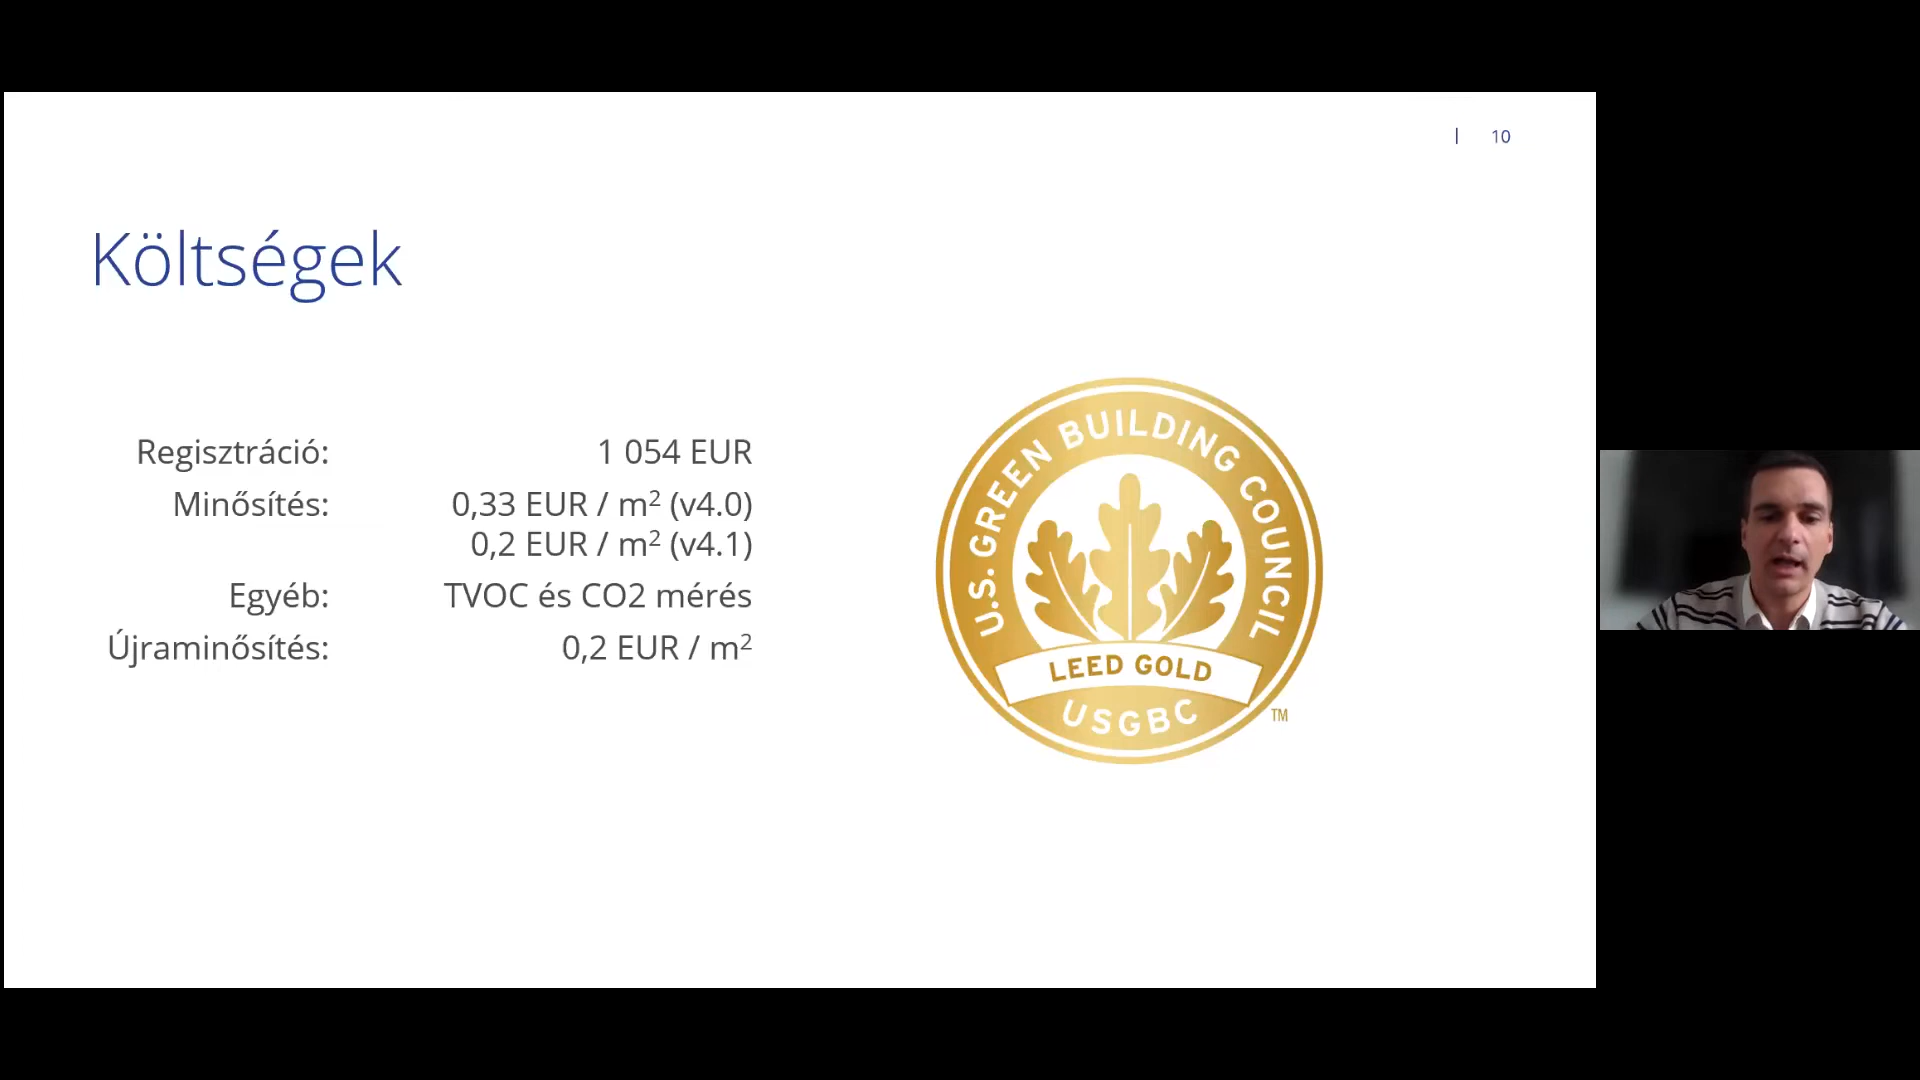 | 10
Költségek
Regisztráció: 1 054 EUR
Minősítés: 0,33 EUR / m² (v4.0)
0,2 EUR / m² (v4.1)
Egyéb: TVOC és CO2 mérés
Újraminősítés: 0,2 EUR / m²
U.S. GREEN BUILDING COUNCIL
LEED GOLD
USGBC
TM